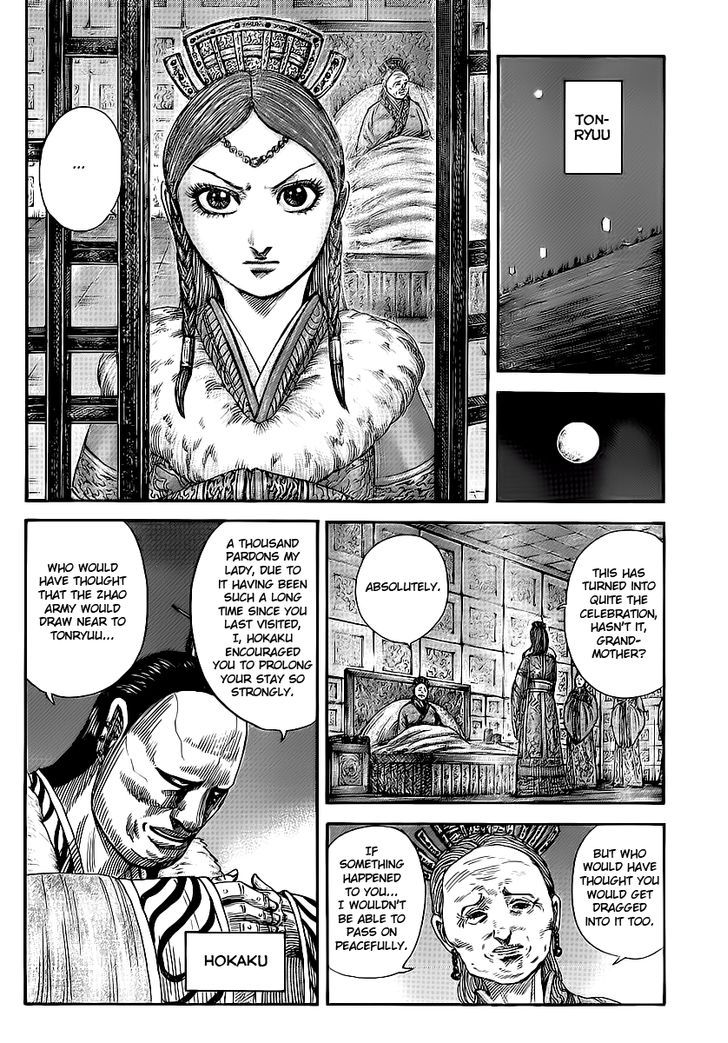 TON-
RYUU
...
THIS HAS
TURNED INTO
QUITE THE
CELEBRATION,
HASN'T IT,
GRAND-
MOTHER?
ABSOLUTELY.
A THOUSAND
PARDONS MY
LADY, DUE TO
IT HAVING BEEN
SUCH A LONG
TIME SINCE YOU
LAST VISITED,
I, HOKAKU
ENCOURAGED
YOU TO PROLONG
YOUR STAY SO
STRONGLY.
WHO WOULD
HAVE THOUGHT
THAT THE ZHAO
ARMY WOULD
DRAW NEAR TO
TONRYUU...
HOKAKU
BUT WHO
WOULD HAVE
THOUGHT YOU
WOULD GET
DRAGGED
INTO IT TOO.
IF
SOMETHING
HAPPENED
TO YOU...
I WOULDN'T
BE ABLE TO
PASS ON
PEACEFULLY.